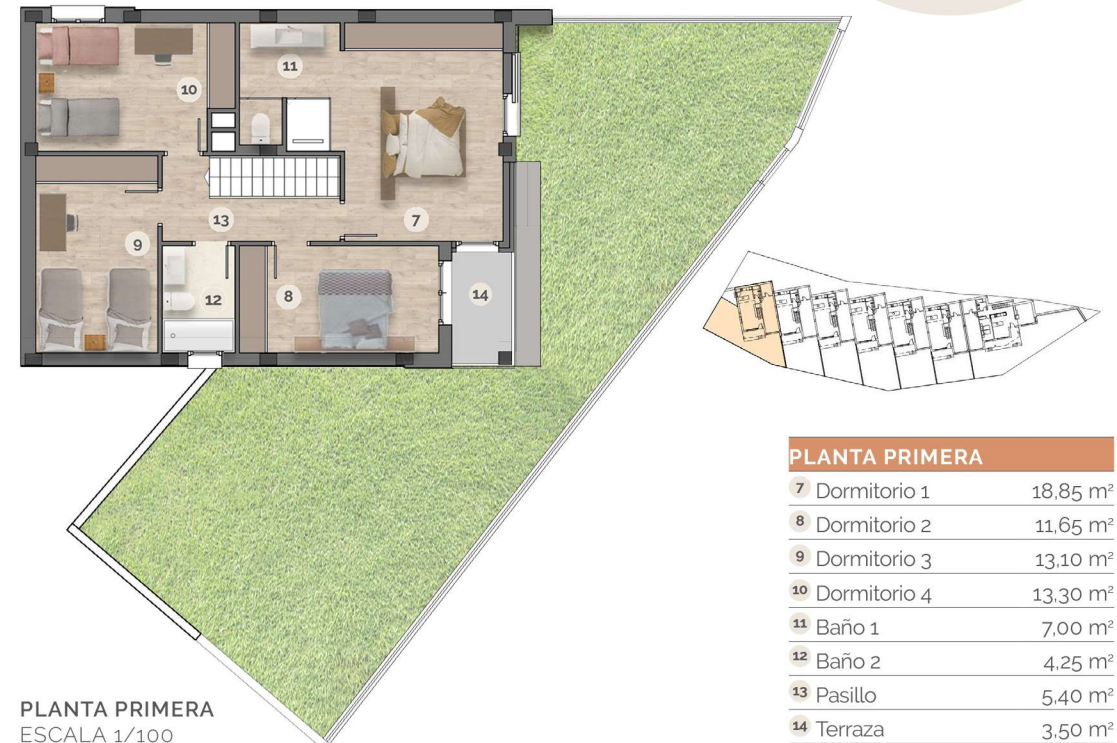 10
11
9
13
7
12
8
14
PLANTA PRIMERA
7 Dormitorio 1 18,85 m²
8 Dormitorio 2 11,65 m²
9 Dormitorio 3 13,10 m²
10 Dormitorio 4 13,30 m²
11 Baño 1 7,00 m²
12 Baño 2 4,25 m²
13 Pasillo 5,40 m²
14 Terraza 3,50 m²
PLANTA PRIMERA
ESCALA 1/100